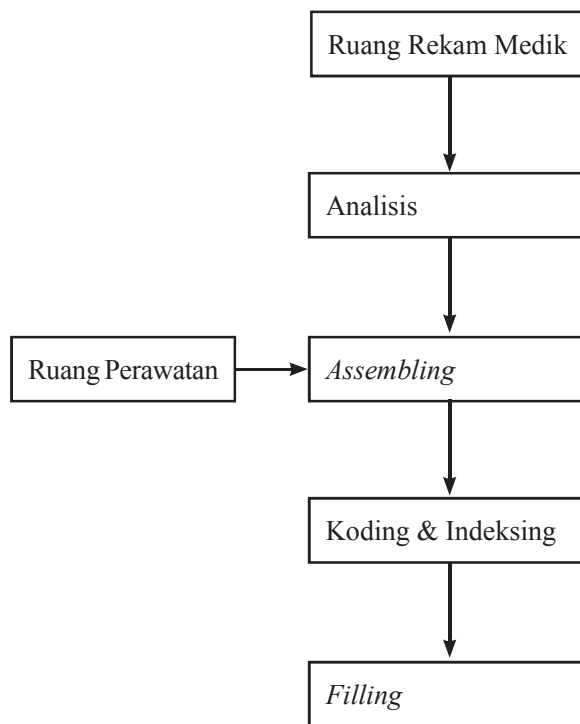 Ruang Rekam Medik
Analisis
Ruang Perawatan
Assembling
Koding & Indeksing
Filling